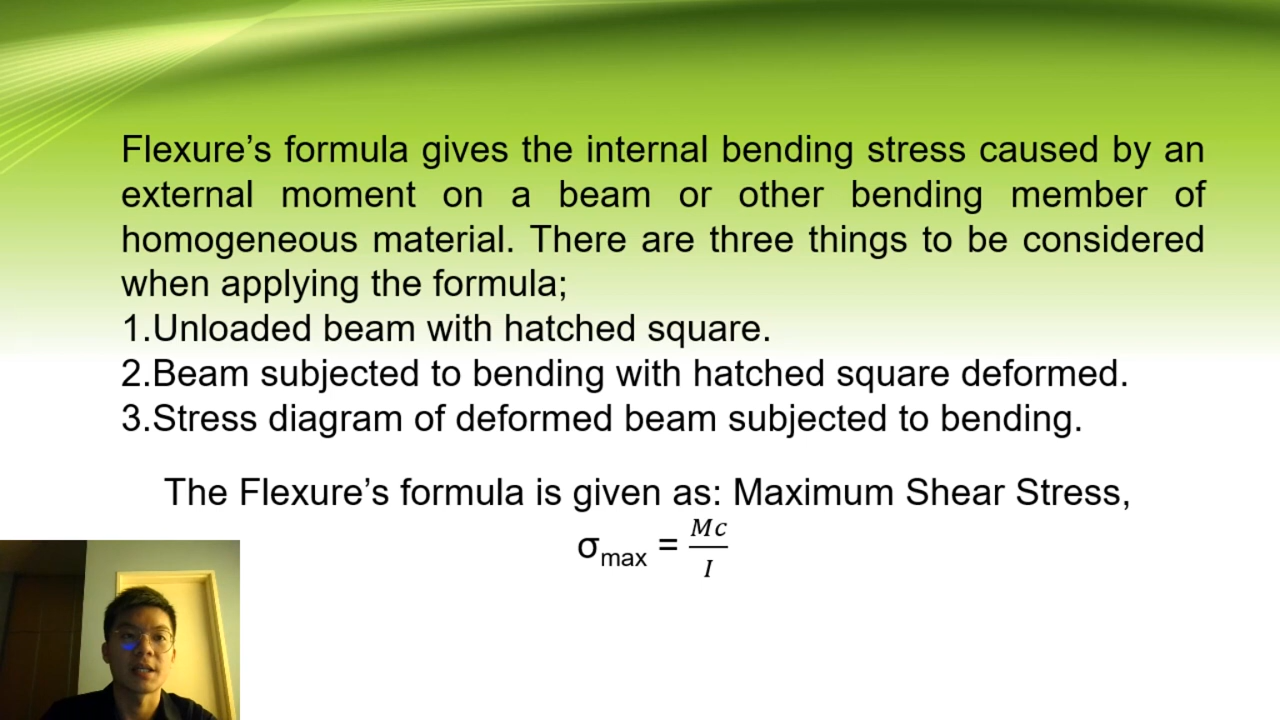 Flexure’s formula gives the internal bending stress caused by an
external moment on a beam or other bending member of
homogeneous material. There are three things to be considered
when applying the formula;
1.Unloaded beam with hatched square.
2.Beam subjected to bending with hatched square deformed.
3.Stress diagram of deformed beam subjected to bending.
The Flexure’s formula is given as: Maximum Shear Stress,
σmax = Mc/I